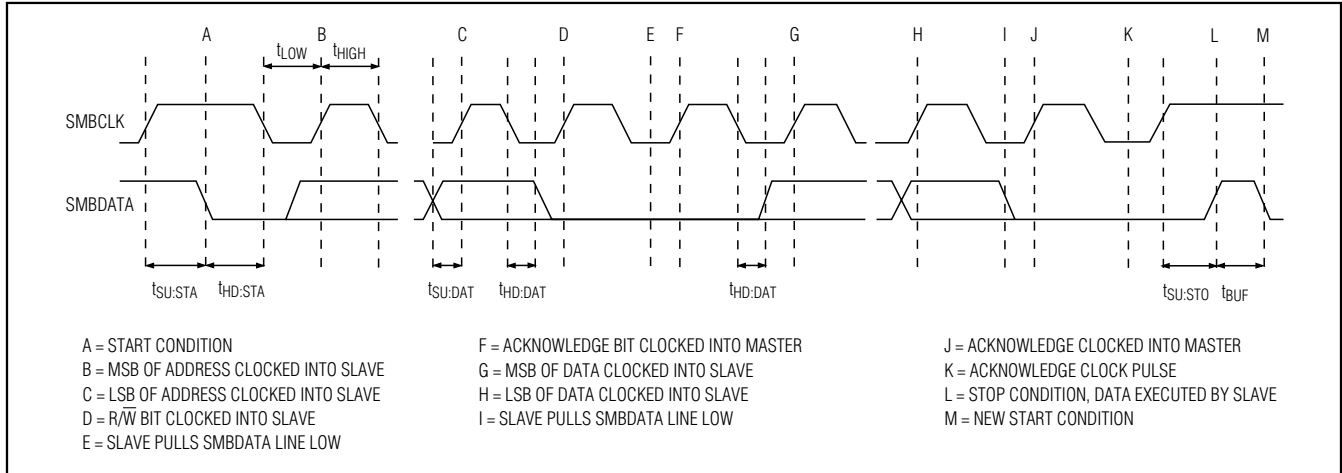 A B C D E F G H I J K L M
tLOW tHIGH
SMBCLK
SMBDATA
tSU:STA tHD:STA tSU:DAT tHD:DAT tHD:DAT tSU:STO tBUF
A = START CONDITION
B = MSB OF ADDRESS CLOCKED INTO SLAVE
C = LSB OF ADDRESS CLOCKED INTO SLAVE
D = R/W̅ BIT CLOCKED INTO SLAVE
E = SLAVE PULLS SMBDATA LINE LOW
F = ACKNOWLEDGE BIT CLOCKED INTO MASTER
G = MSB OF DATA CLOCKED INTO SLAVE
H = LSB OF DATA CLOCKED INTO SLAVE
I = SLAVE PULLS SMBDATA LINE LOW
J = ACKNOWLEDGE CLOCKED INTO MASTER
K = ACKNOWLEDGE CLOCK PULSE
L = STOP CONDITION, DATA EXECUTED BY SLAVE
M = NEW START CONDITION